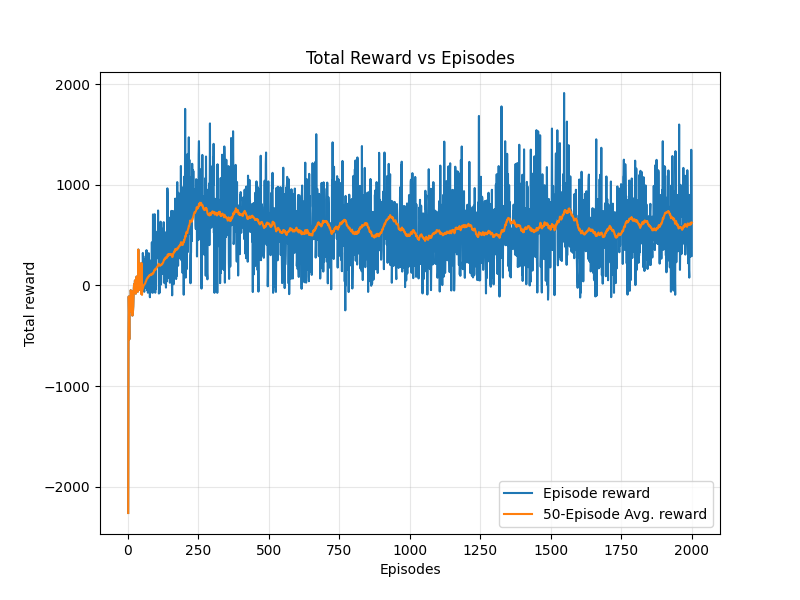 Total Reward vs Episodes
Total reward
2000
1000
0
−1000
−2000
0 250 500 750 1000 1250 1500 1750 2000
Episodes
Episode reward
50-Episode Avg. reward